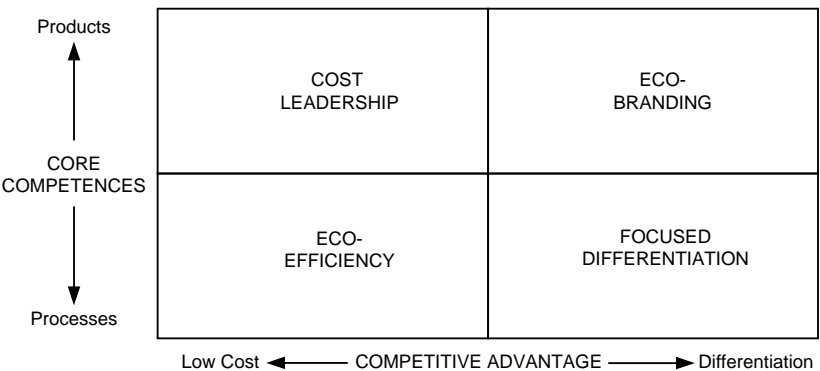 Products
COST
LEADERSHIP
ECO-
BRANDING
CORE
COMPETENCES
ECO-
EFFICIENCY
FOCUSED
DIFFERENTIATION
Processes
Low Cost
COMPETITIVE ADVANTAGE
Differentiation